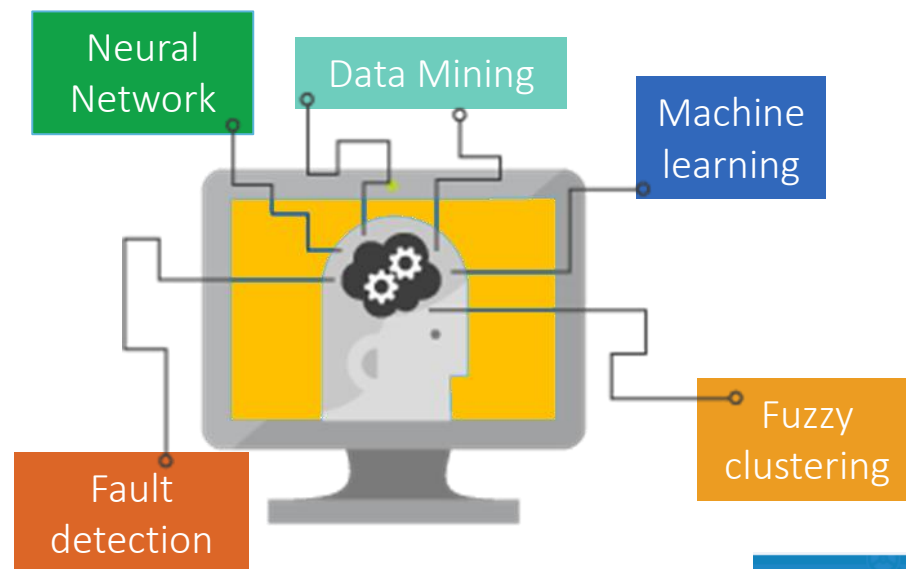 Neural
Network
Data Mining
Machine
learning
Fuzzy
clustering
Fault
detection